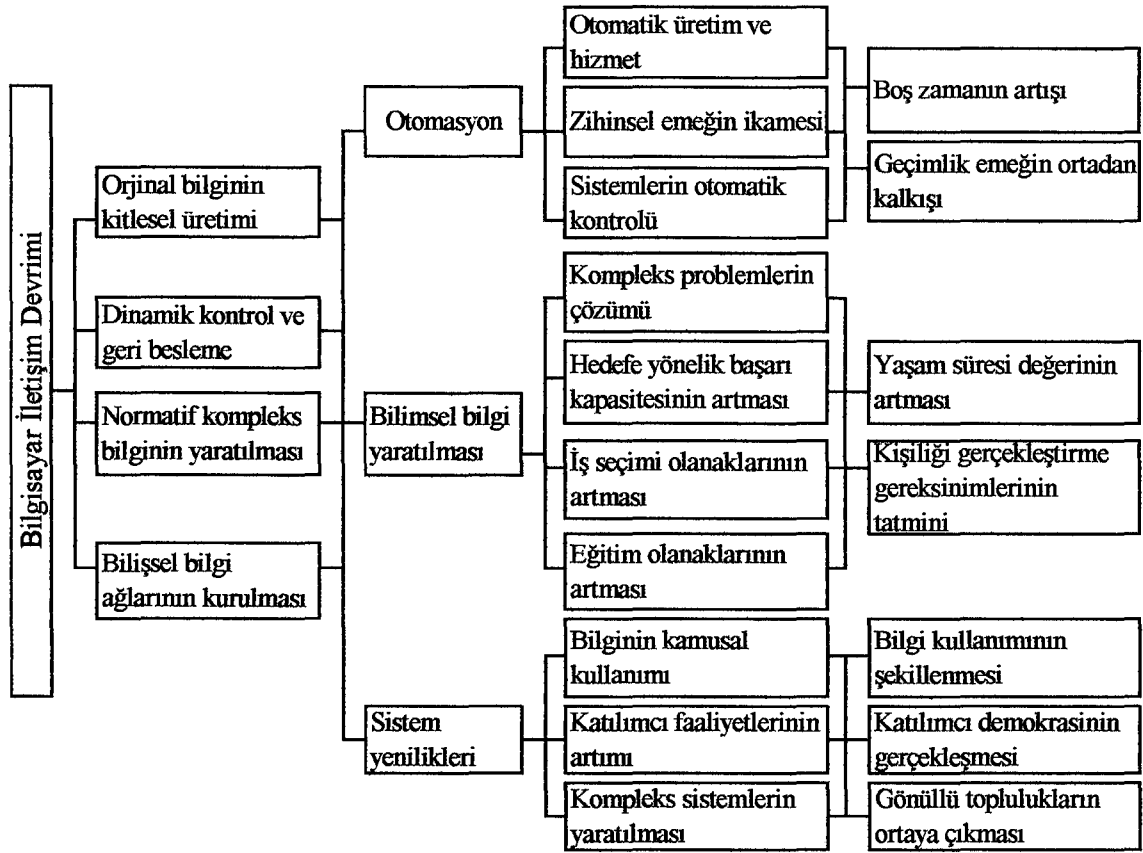 Bilgisayar İletişim Devrimi
Orjinal bilginin
kitlesel üretimi
Dinamik kontrol ve
geri besleme
Normatif kompleks
bilginin yaratılması
Bilişsel bilgi
ağlarının kurulması
Otomasyon
Bilimsel bilgi
yaratılması
Sistem
yenilikleri
Otomatik üretim ve
hizmet
Zihinsel emeğin ikamesi
Sistemlerin otomatik
kontrolü
Kompleks problemlerin
çözümü
Hedefe yönelik başarı
kapasitesinin artması
İş seçimi olanaklarının
artması
Eğitim olanaklarının
artması
Bilginin kamusal
kullanımı
Katılımcı faaliyetlerinin
artımı
Kompleks sistemlerin
yaratılması
Boş zamanın artışı
Geçimlik emeğin ortadan
kalkışı
Yaşam süresi değerinin
artması
Kişiliği gerçekleştirme
gereksinimlerinin
tatmini
Bilgi kullanımının
şekillenmesi
Katılımcı demokrasinin
gerçekleşmesi
Gönüllü toplulukların
ortaya çıkması